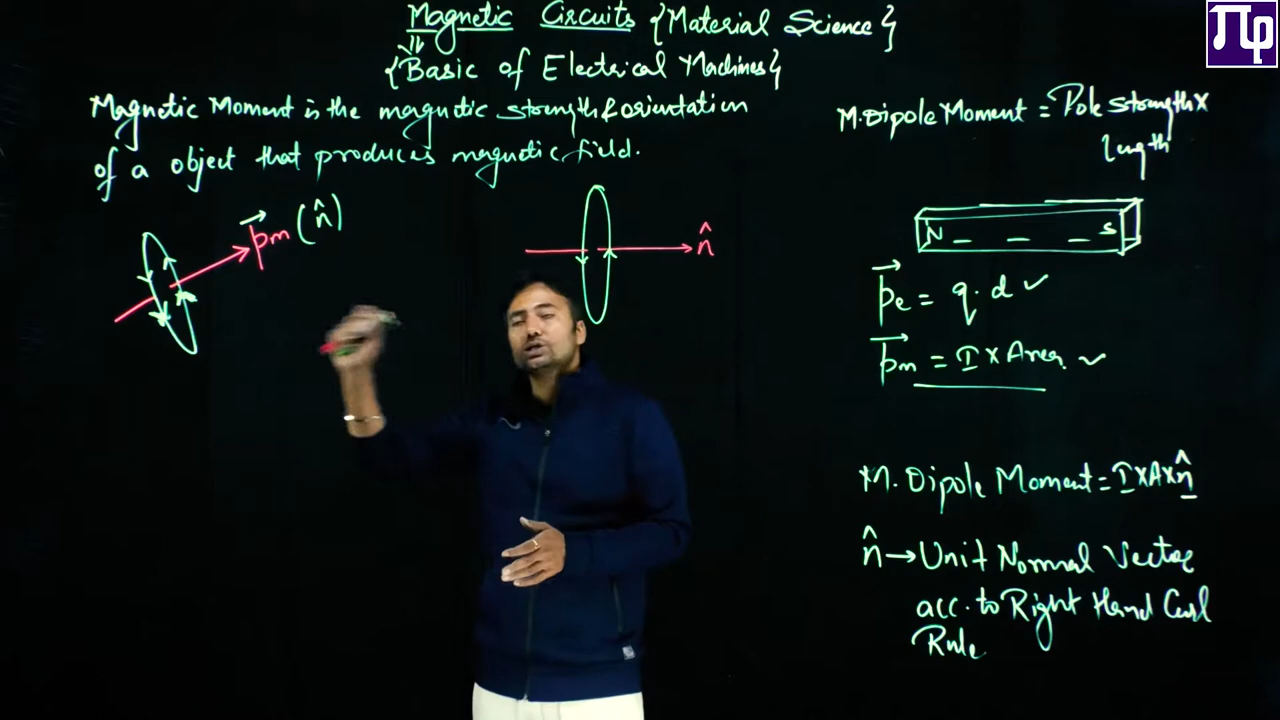 Magnetic Circuits {Material Science}
{Basic of Electrical Machines}
Magnetic Moment is the magnetic strength & orientation
of a object that produces magnetic field.
M.Dipole Moment = Pole strength x
length
N S
pm (n̂)
n̂
pe = q.d ✓
pm = I x Area. ✓
M. Dipole Moment = I x A x n̂
n̂ → Unit Normal Vector
acc. to Right Hand Curl
Rule
πφ